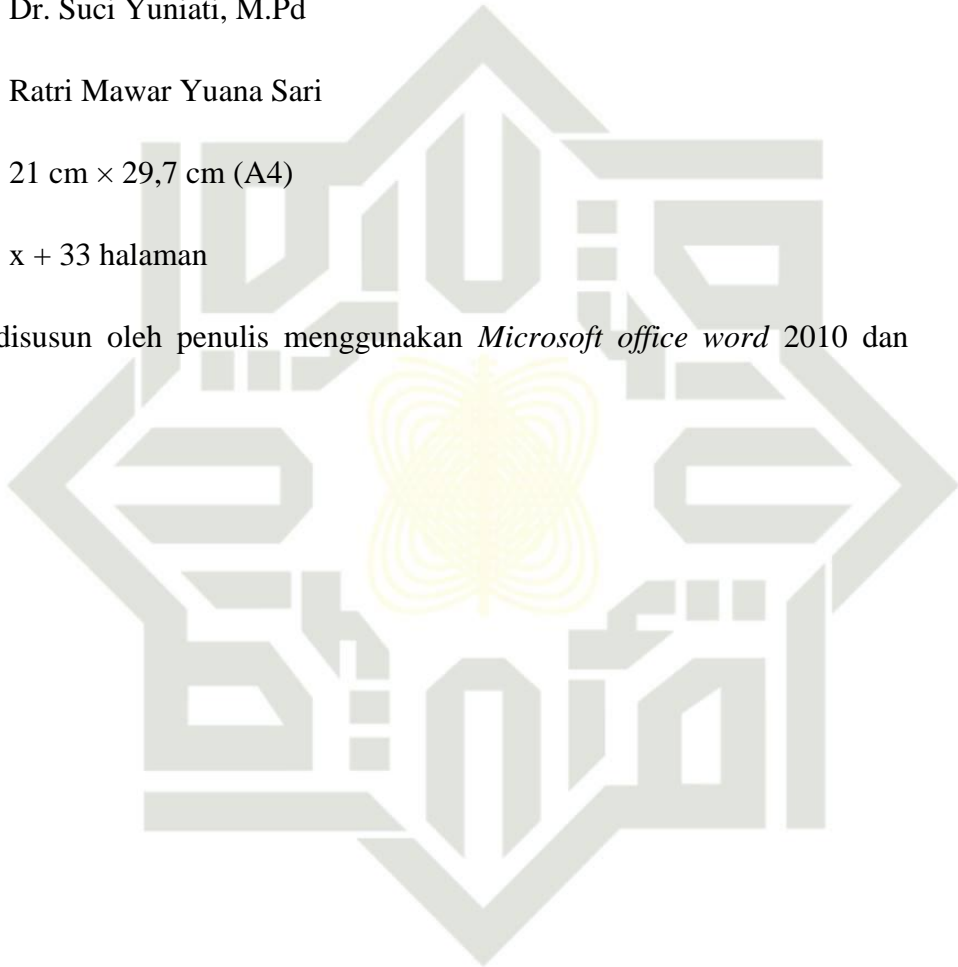 Dr. Suci Yuniati, M.Pd
Ratri Mawar Yuana Sari
21 cm × 29,7 cm (A4)
x + 33 halaman
disusun oleh penulis menggunakan Microsoft office word 2010 dan